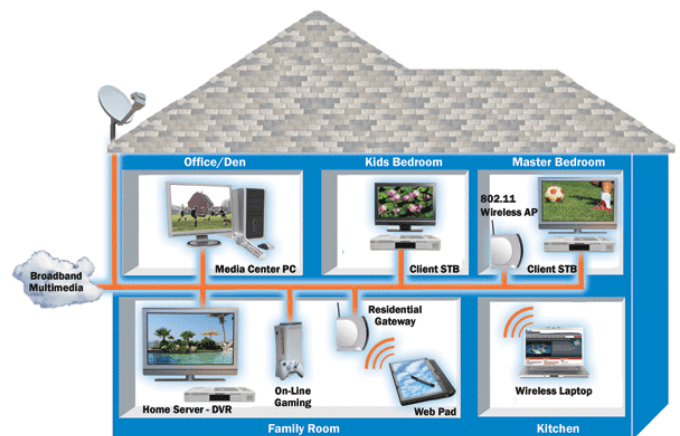 Office/Den
Kids Bedroom
Master Bedroom
802.11
Wireless AP
Media Center PC
Client STB
Client STB
Broadband
Multimedia
Residential
Gateway
On-Line
Gaming
Home Server - DVR
Web Pad
Wireless Laptop
Family Room
Kitchen